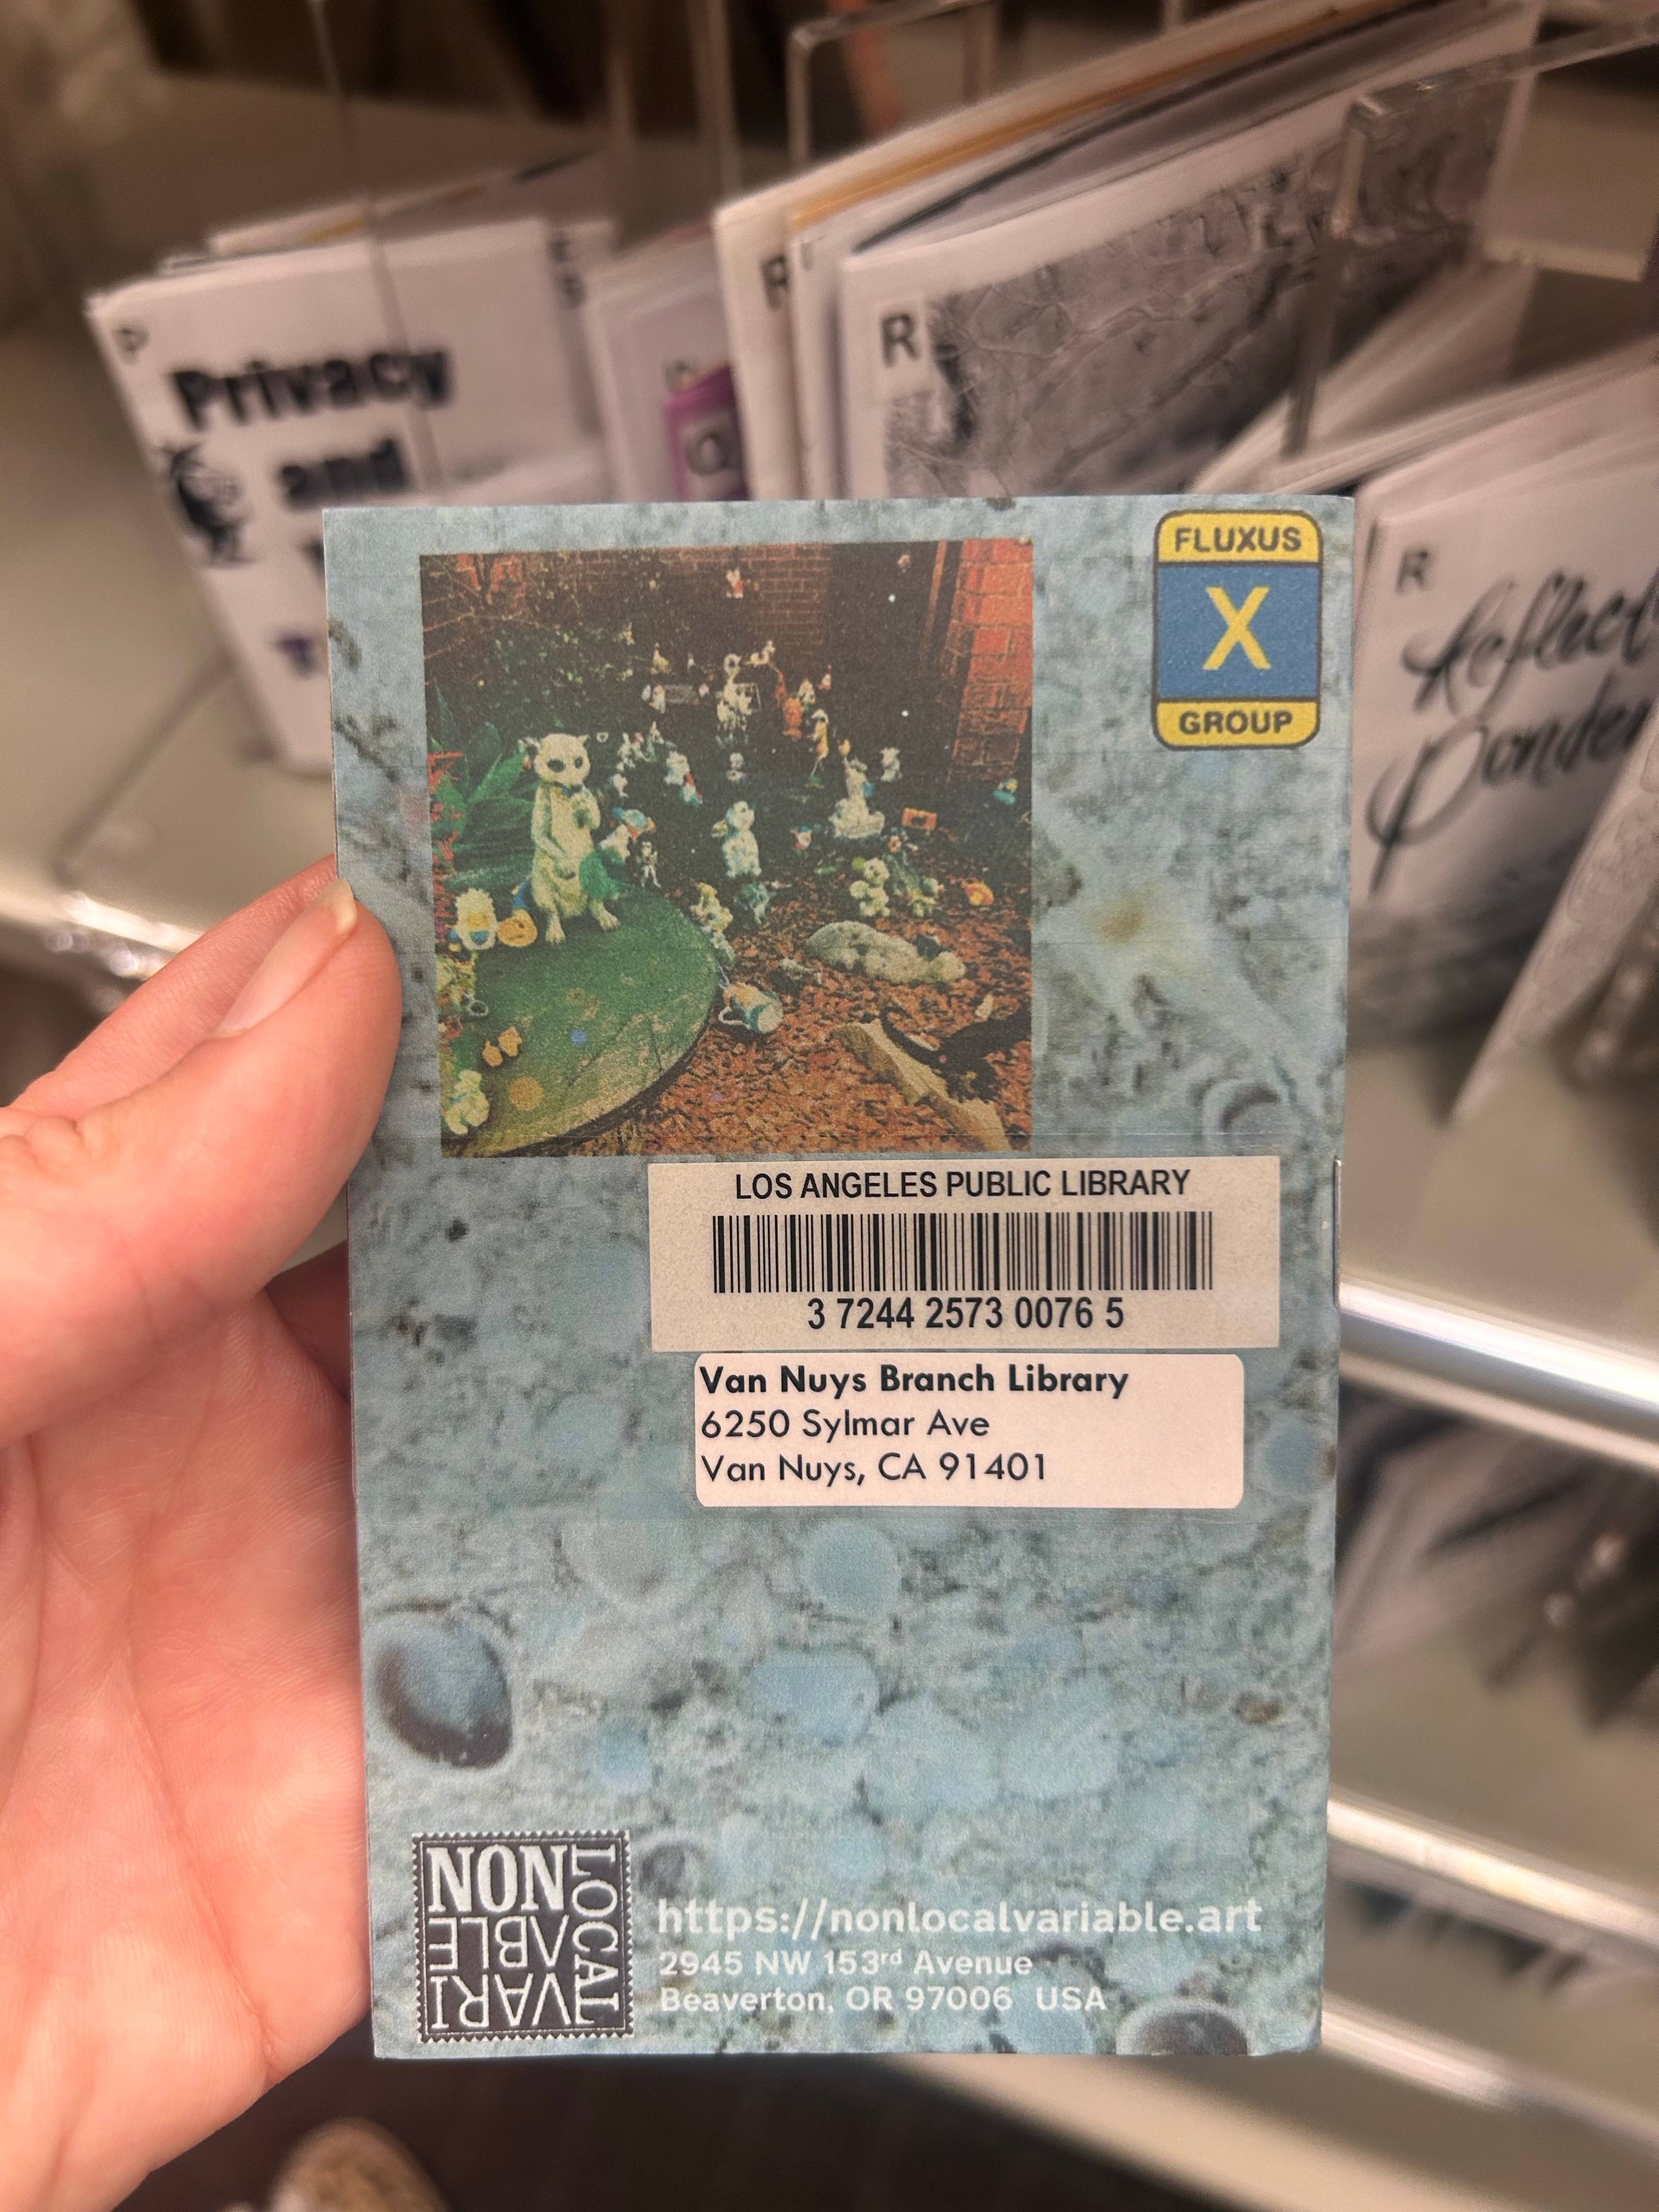 P
Privacy
and
R
R
R
Reflect
Ponder
FLUXUS
X
GROUP
LOS ANGELES PUBLIC LIBRARY
3 7244 2573 0076 5
Van Nuys Branch Library
6250 Sylmar Ave
Van Nuys, CA 91401
NON
LOCAL
VARI
ABLE
https://nonlocalvariable.art
2945 NW 153rd Avenue
Beaverton, OR 97006 USA